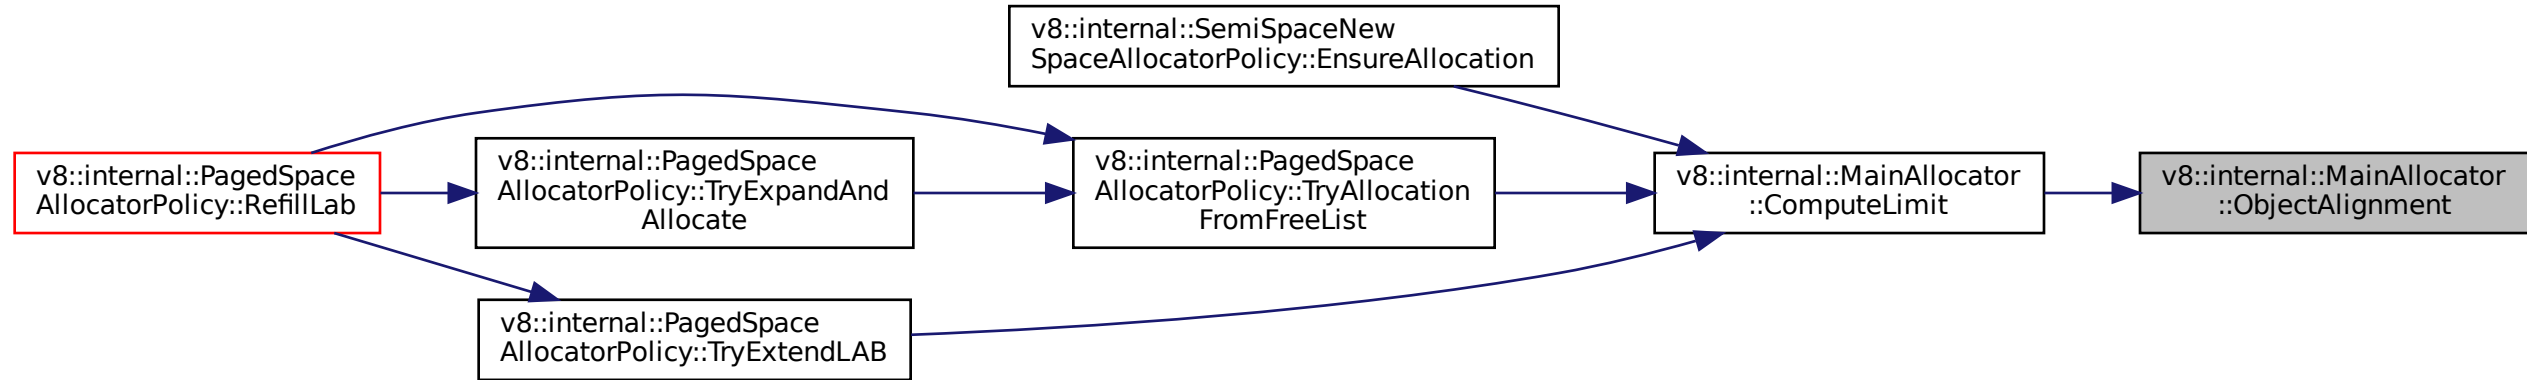 v8::internal::SemiSpaceNew
SpaceAllocatorPolicy::EnsureAllocation
v8::internal::PagedSpace
AllocatorPolicy::RefillLab
v8::internal::PagedSpace
AllocatorPolicy::TryExpandAnd
Allocate
v8::internal::PagedSpace
AllocatorPolicy::TryAllocation
FromFreeList
v8::internal::MainAllocator
::ComputeLimit
v8::internal::MainAllocator
::ObjectAlignment
v8::internal::PagedSpace
AllocatorPolicy::TryExtendLAB